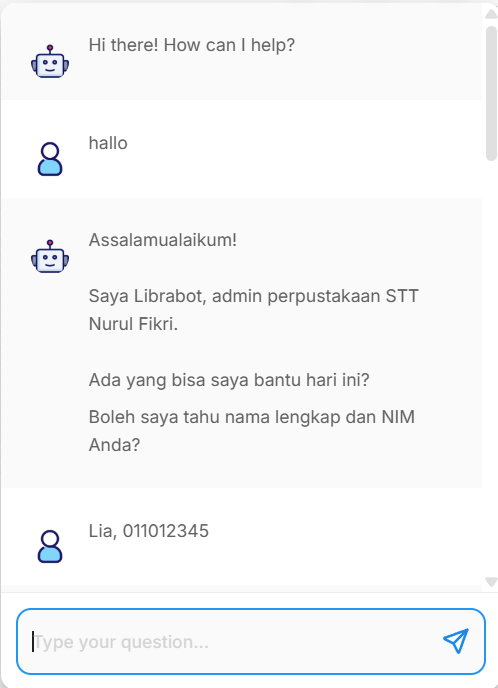 Hi there! How can I help?
hallo
Assalamualaikum!
Saya Librabot, admin perpustakaan STT
Nurul Fikri.
Ada yang bisa saya bantu hari ini?
Boleh saya tahu nama lengkap dan NIM
Anda?
Lia, 011012345
Type your question...